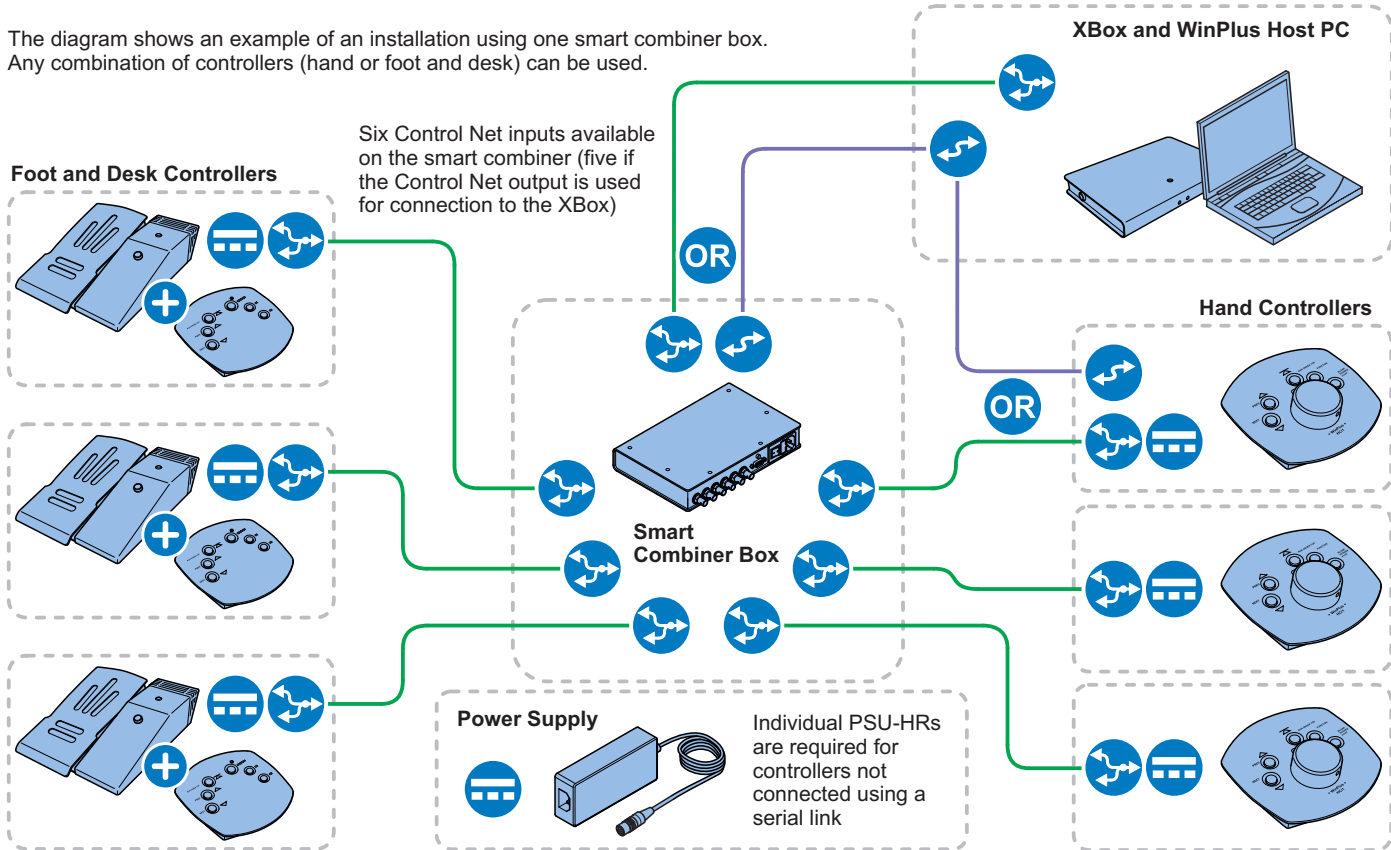 The diagram shows an example of an installation using one smart combiner box.
Any combination of controllers (hand or foot and desk) can be used.
XBox and WinPlus Host PC
Six Control Net inputs available
on the smart combiner (five if
the Control Net output is used
for connection to the XBox)
Foot and Desk Controllers
OR
Hand Controllers
OR
Smart
Combiner Box
Power Supply
Individual PSU-HRs
are required for
controllers not
connected using a
serial link